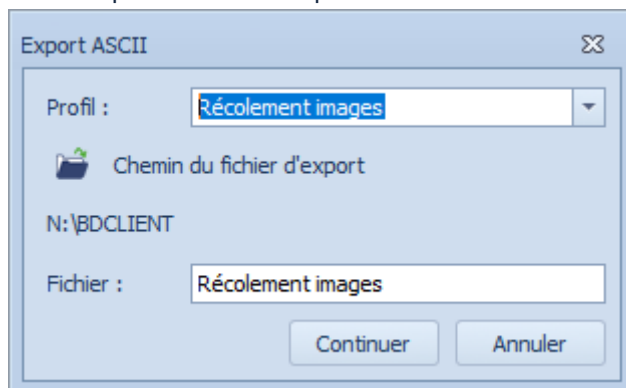 Export ASCII
Profil : Récolement images
Chemin du fichier d'export
N:\BDCLIENT
Fichier : Récolement images
Continuer Annuler